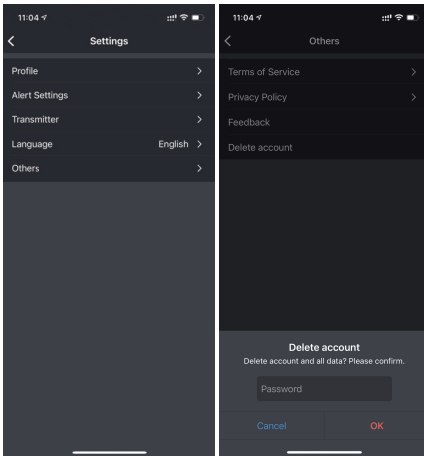 11:04
Settings
Profile
Alert Settings
Transmitter
Language English
Others
11:04
Others
Terms of Service
Privacy Policy
Feedback
Delete account
Delete account
Delete account and all data? Please confirm.
Password
Cancel OK